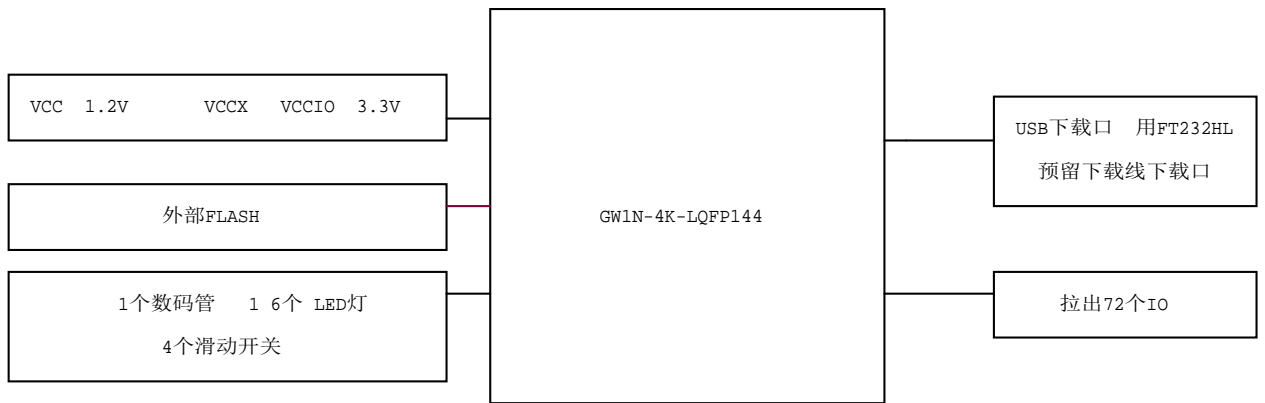 VCC 1.2V VCCX VCCIO 3.3V
外部FLASH
1个数码管 1 6个 LED灯
4个滑动开关
GW1N-4K-LQFP144
USB下载口 用FT232HL
预留下载线下载口
拉出72个IO